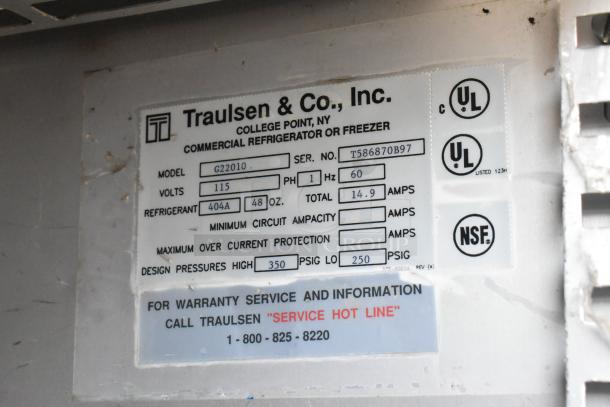 Traulsen & Co., Inc.
COLLEGE POINT, NY
COMMERCIAL REFRIGERATOR OR FREEZER
MODEL G22010 SER. NO. T586870B97
VOLTS 115 PH 1 Hz 60
REFRIGERANT 404A 48 OZ. TOTAL 14.9 AMPS
MINIMUM CIRCUIT AMPACITY AMPS
MAXIMUM OVER CURRENT PROTECTION AMPS
DESIGN PRESSURES HIGH 350 PSIG LO 250 PSIG
REV (A)
C UL
UL
LISTED 123H
NSF
FOR WARRANTY SERVICE AND INFORMATION
CALL TRAULSEN "SERVICE HOT LINE"
1-800-825-8220